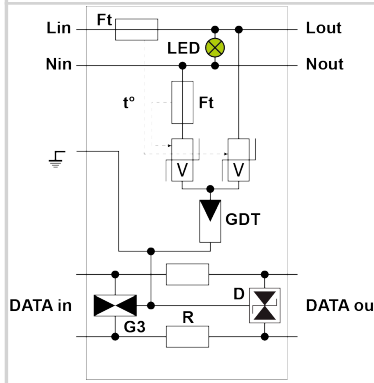 Ft
Lin
Lout
LED
Nin
Nout
t°
Ft
V
V
GDT
D
DATA in
DATA ou
R
G3